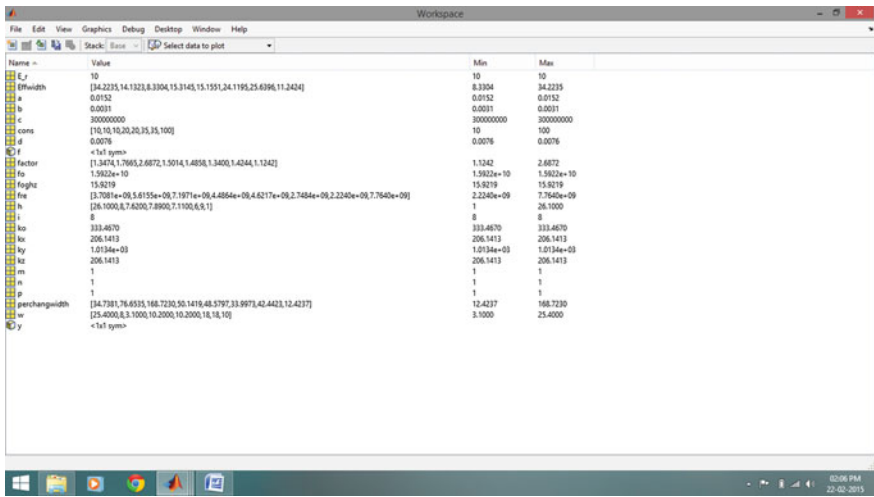 Workspace
File Edit View Graphics Debug Desktop Window Help
Stack: Base Select data to plot
Name Value Min Max
E_r 10 10 10
Effwidth [34.2235,14.1323,8.3304,15.3145,15.1551,24.1195,25.6396,11.2424] 8.3304 34.2235
a 0.0152 0.0152 0.0152
b 0.0031 0.0031 0.0031
c 300000000 300000000 300000000
cons [10,10,10,20,20,35,35,100] 10 100
d 0.0076 0.0076 0.0076
f <1x1 sym>
factor [1.3474,1.7665,2.6872,1.5014,1.4858,1.3400,1.4244,1.1242] 1.1242 2.6872
fo 1.5922e+10 1.5922e+10 1.5922e+10
foghz 15.9219 15.9219 15.9219
fre [3.7081e+09,5.6155e+09,7.1971e+09,4.4864e+09,4.6217e+09,2.7484e+09,2.2240e+09,7.7640e+09] 2.2240e+09 7.7640e+09
h [26.1000,8,7.6200,7.8900,7.1100,6,9,1] 1 26.1000
i 8 8 8
ko 333.4670 333.4670 333.4670
kx 206.1413 206.1413 206.1413
ky 1.0134e+03 1.0134e+03 1.0134e+03
kz 206.1413 206.1413 206.1413
m 1 1 1
n 1 1 1
p 1 1 1
perchangwidth [34.7381,76.6535,168.7230,50.1419,48.5797,33.9973,42.4423,12.4237] 12.4237 168.7230
w [25.4000,8,3.1000,10.2000,10.2000,18,18,10] 3.1000 25.4000
y <1x1 sym>
02:06 PM
22-02-2015